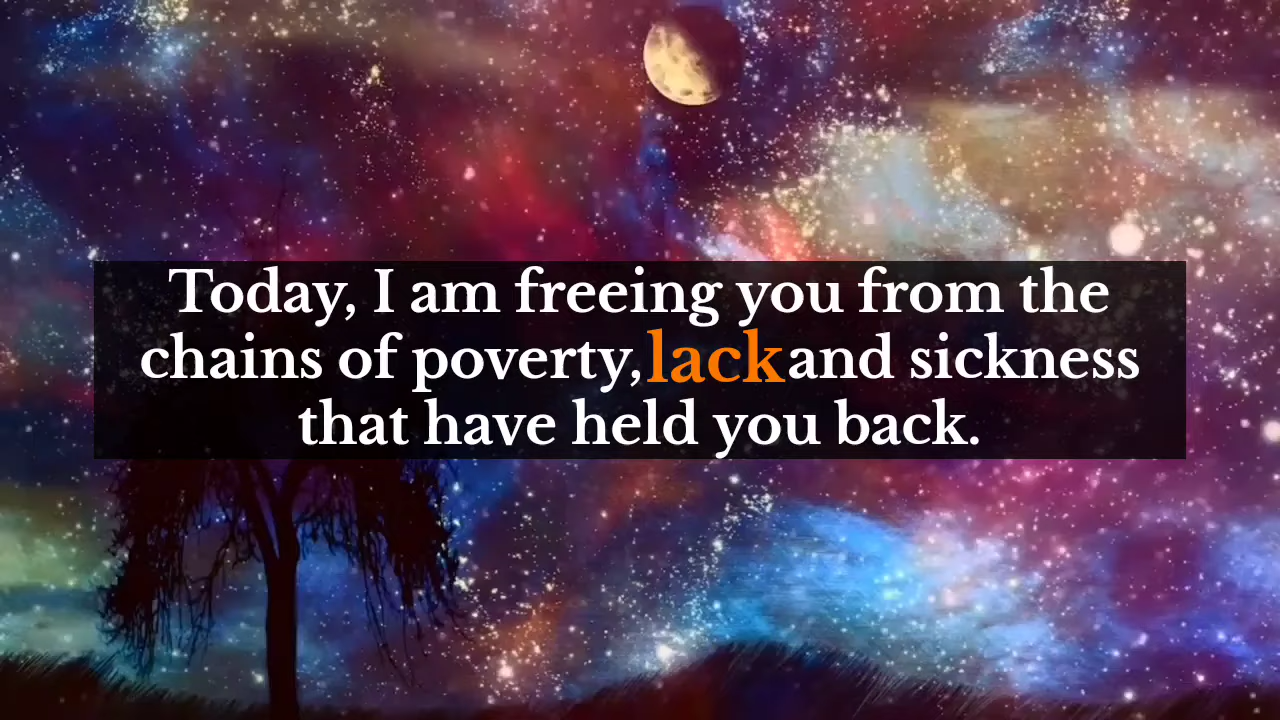 Today, I am freeing you from the
chains of poverty, lack and sickness
that have held you back.